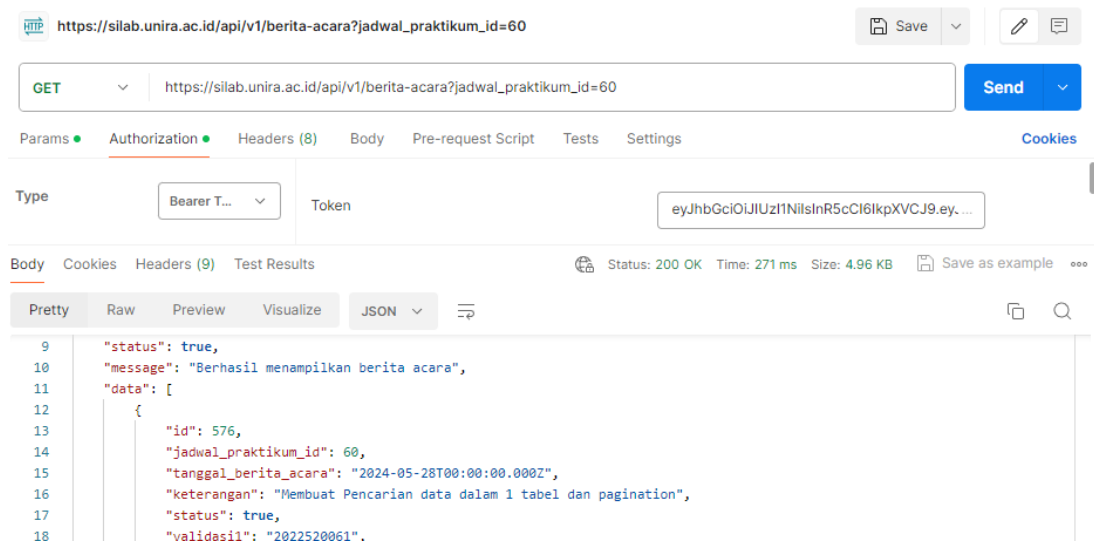 HTTP https://silab.unira.ac.id/api/v1/berita-acara?jadwal_praktikum_id=60 Save
GET https://silab.unira.ac.id/api/v1/berita-acara?jadwal_praktikum_id=60 Send
Params Authorization Headers (8) Body Pre-request Script Tests Settings Cookies
Type Bearer T... Token eyJhbGciOiJIUzI1NiIsInR5cCI6IkpXVCJ9.ey. ...
Body Cookies Headers (9) Test Results Status: 200 OK Time: 271 ms Size: 4.96 KB Save as example
Pretty Raw Preview Visualize JSON
9 "status": true,
10 "message": "Berhasil menampilkan berita acara",
11 "data": [
12 {
13 "id": 576,
14 "jadwal_praktikum_id": 60,
15 "tanggal_berita_acara": "2024-05-28T00:00:00.000Z",
16 "keterangan": "Membuat Pencarian data dalam 1 tabel dan pagination",
17 "status": true,
18 "validasi1": "2022520061",